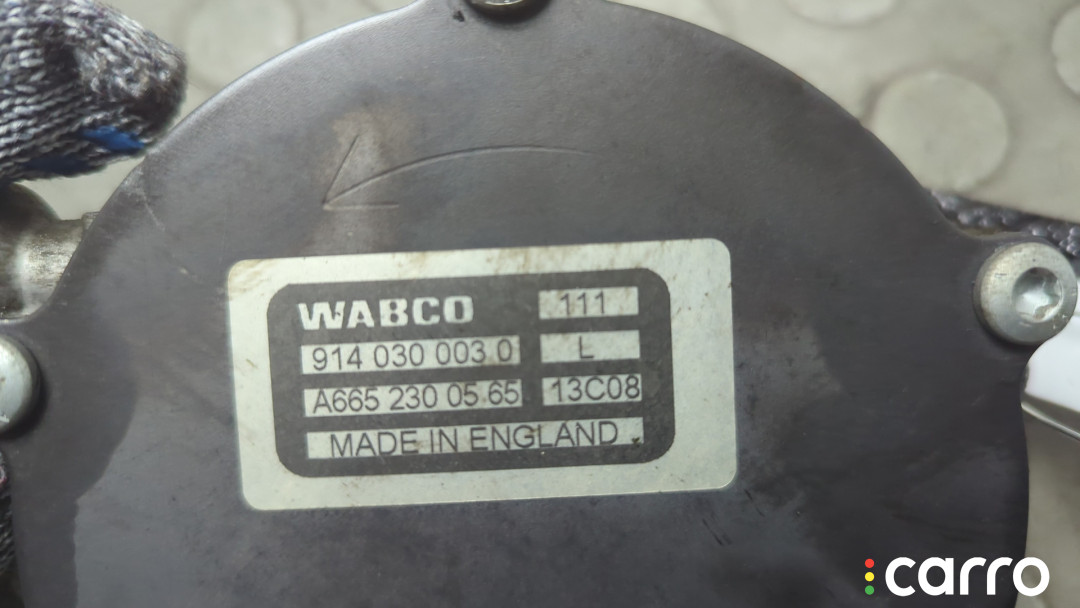 WABCO 111
914 030 003 0 L
A665 230 05 65 13C08
MADE IN ENGLAND
carro